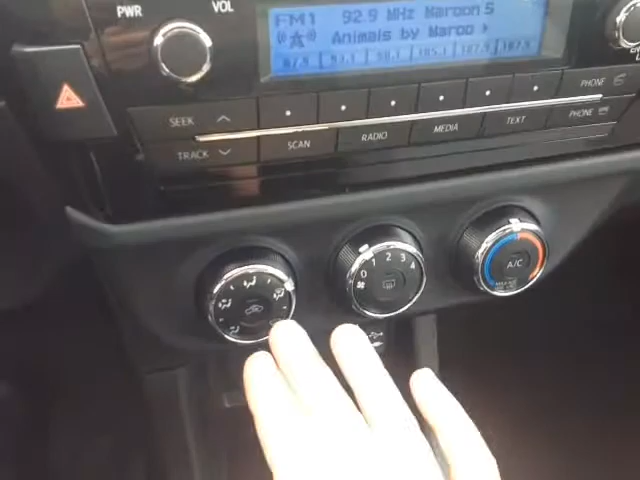 PWR
VOL
FM1 92.9 MHz Maroon 5
Animals by Maroo
SEEK
PHONE
TRACK
SCAN
RADIO
MEDIA
TEXT
PHONE
0 1 2 3 4
A/C